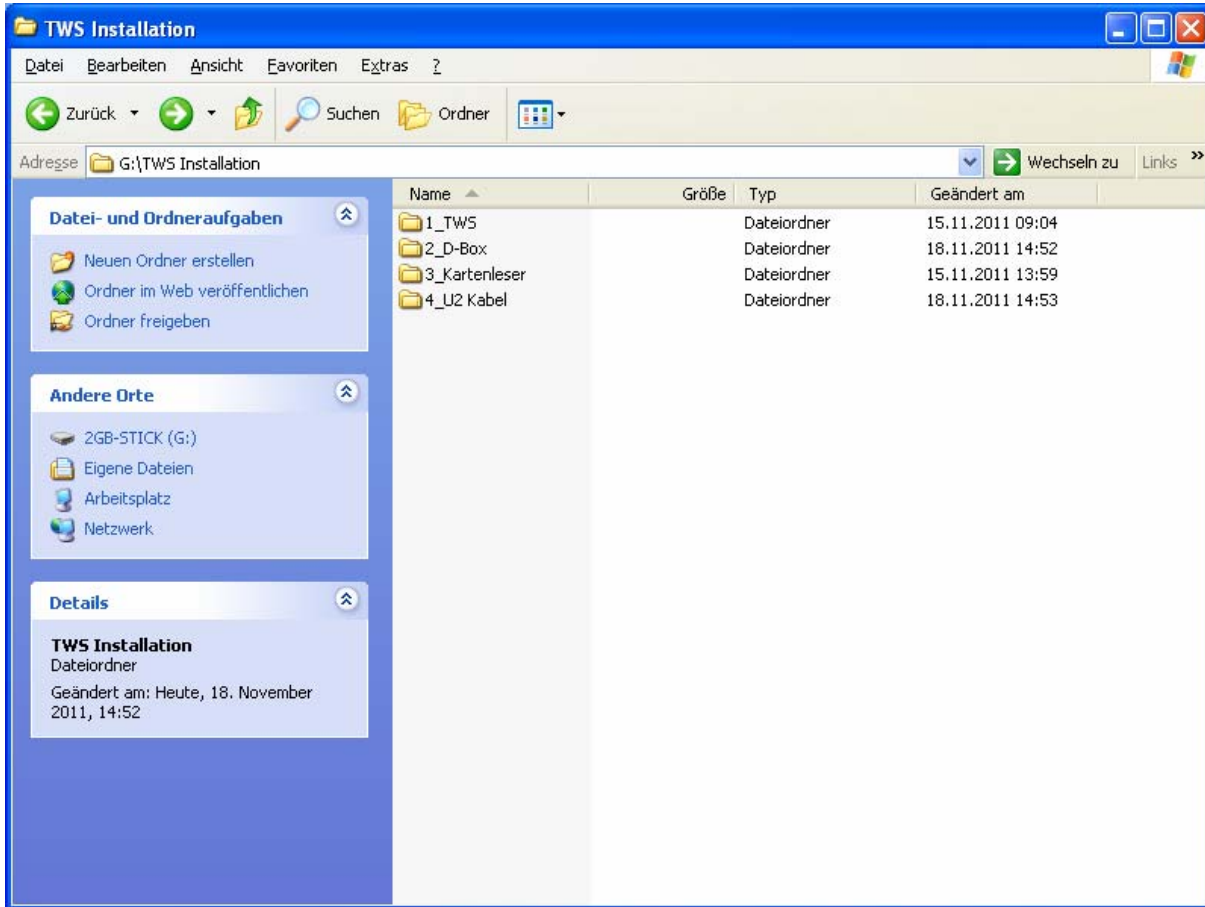 TWS Installation
Datei Bearbeiten Ansicht Favoriten Extras ?
Zurück Suchen Ordner
Adresse G:\TWS Installation Wechseln zu Links »
Datei- und Ordneraufgaben
Neuen Ordner erstellen
Ordner im Web veröffentlichen
Ordner freigeben
Andere Orte
2GB-STICK (G:)
Eigene Dateien
Arbeitsplatz
Netzwerk
Details
TWS Installation
Dateiordner
Geändert am: Heute, 18. November
2011, 14:52
Name Größe Typ Geändert am
1_TWS Dateiordner 15.11.2011 09:04
2_D-Box Dateiordner 18.11.2011 14:52
3_Kartenleser Dateiordner 15.11.2011 13:59
4_U2 Kabel Dateiordner 18.11.2011 14:53